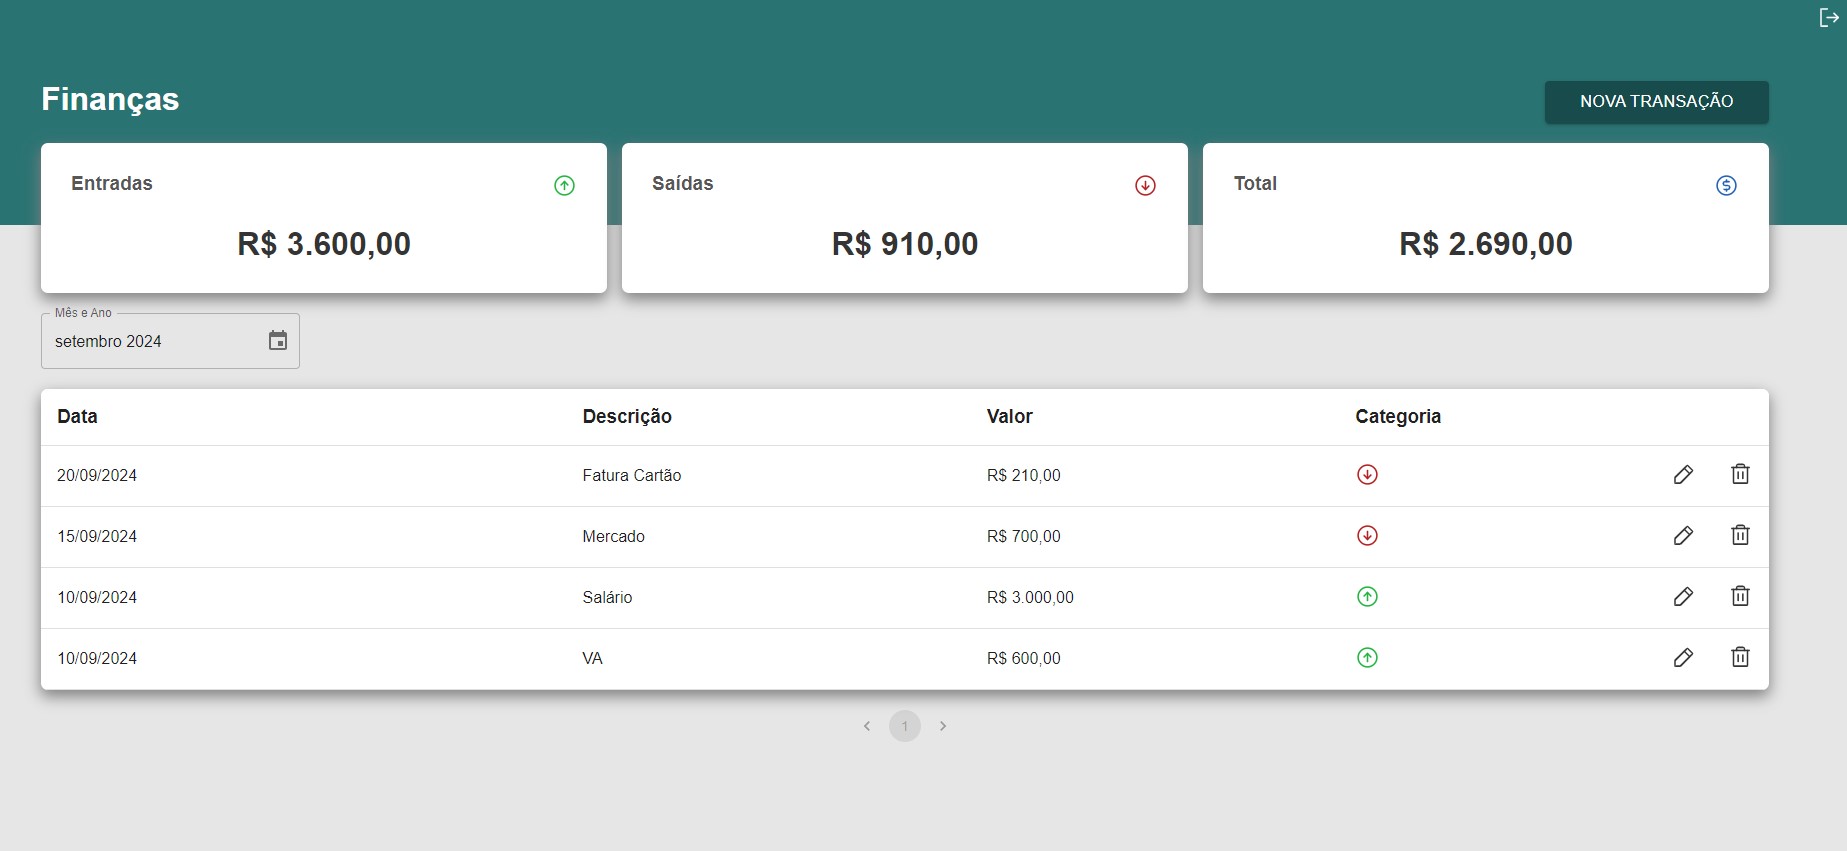 Finanças
NOVA TRANSAÇÃO
Entradas
R$ 3.600,00
Saídas
R$ 910,00
Total
R$ 2.690,00
Mês e Ano
setembro 2024
Data Descrição Valor Categoria
20/09/2024 Fatura Cartão R$ 210,00
15/09/2024 Mercado R$ 700,00
10/09/2024 Salário R$ 3.000,00
10/09/2024 VA R$ 600,00
1